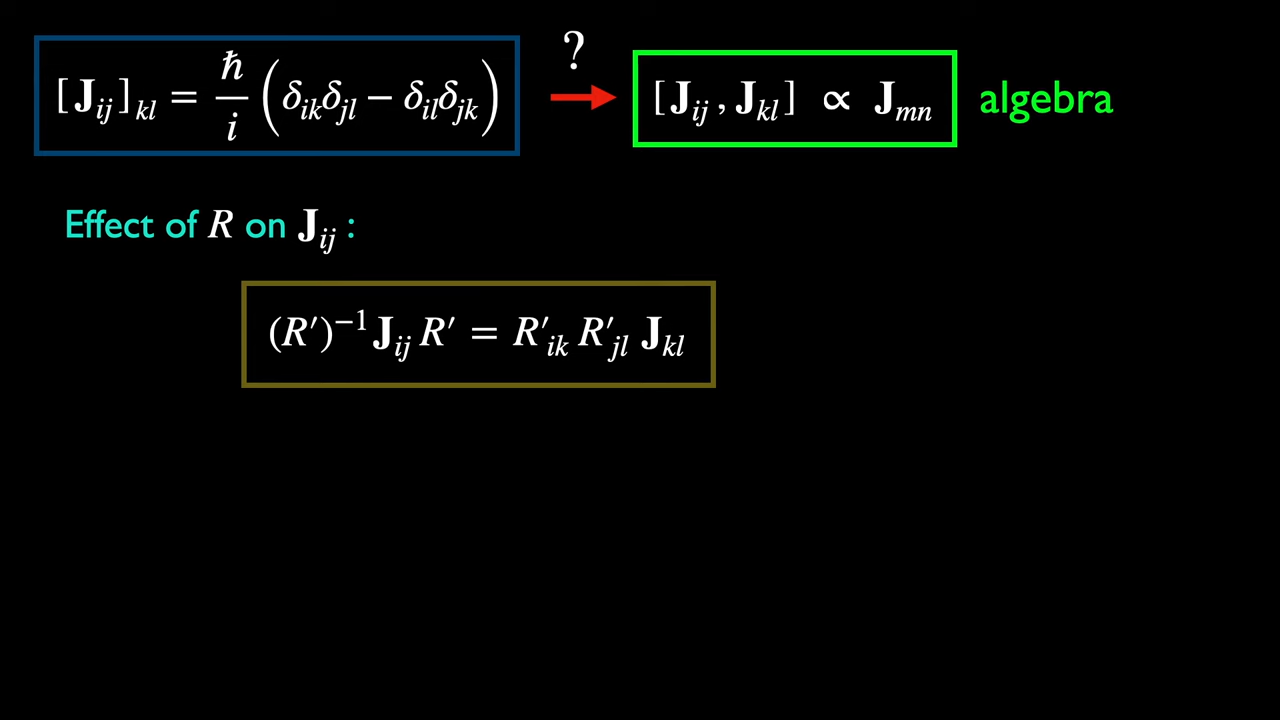 [J_ij]_kl = ℏ/i (δ_ik δ_jl − δ_il δ_jk) ? [J_ij , J_kl] ∝ J_mn algebra
Effect of R on J_ij :
(R′)⁻¹ J_ij R′ = R′_ik R′_jl J_kl